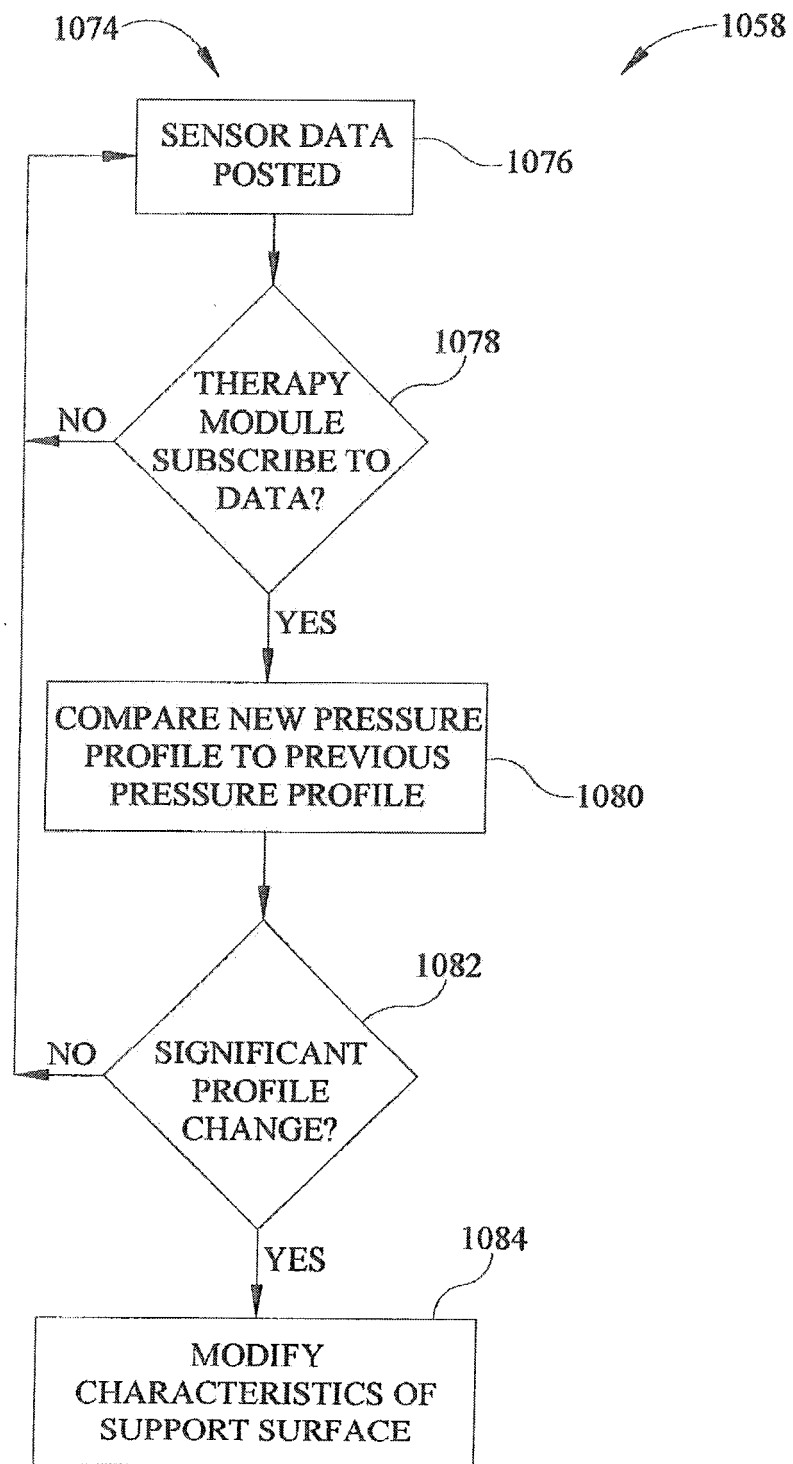 1074
1058
SENSOR DATA
POSTED
1076
1078
THERAPY
MODULE
SUBSCRIBE TO
DATA?
NO
YES
COMPARE NEW PRESSURE
PROFILE TO PREVIOUS
PRESSURE PROFILE
1080
1082
SIGNIFICANT
PROFILE
CHANGE?
NO
YES
1084
MODIFY
CHARACTERISTICS OF
SUPPORT SURFACE